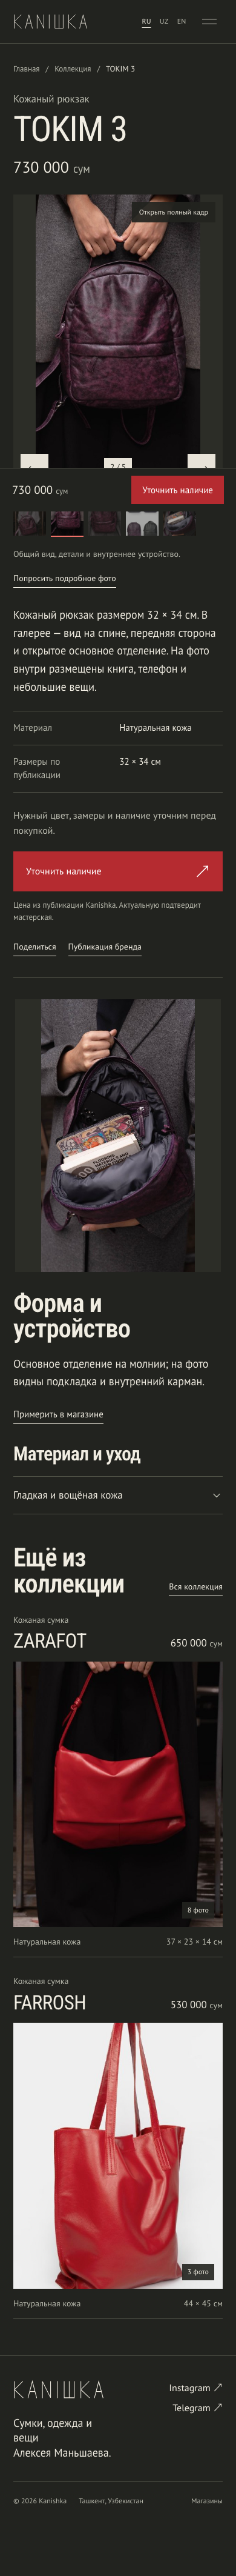 KANIШKA
RU UZ EN
Главная / Коллекция / TOKIM 3
Кожаный рюкзак
TOKIM 3
730 000 сум
Открыть полный кадр
2 / 5
730 000 сум
Уточнить наличие
Общий вид, детали и внутреннее устройство.
Попросить подробное фото
Кожаный рюкзак размером 32 × 34 см. В
галерее — вид на спине, передняя сторона
и открытое основное отделение. На фото
внутри размещены книга, телефон и
небольшие вещи.
Материал Натуральная кожа
Размеры по
публикации
32 × 34 см
Нужный цвет, замеры и наличие уточним перед
покупкой.
Уточнить наличие ↗
Цена из публикации Kanishka. Актуальную подтвердит
мастерская.
Поделиться Публикация бренда
Форма и
устройство
Основное отделение на молнии; на фото
видны подкладка и внутренний карман.
Примерить в магазине
Материал и уход
Гладкая и вощёная кожа
Ещё из
коллекции
Вся коллекция
Кожаная сумка
ZARAFOT
650 000 сум
8 фото
Натуральная кожа 37 × 23 × 14 см
Кожаная сумка
FARROSH
530 000 сум
3 фото
Натуральная кожа 44 × 45 см
KANIШKA
Instagram ↗
Telegram ↗
Сумки, одежда и
вещи
Алексея Маньшаева.
© 2026 Kanishka Ташкент, Узбекистан Магазины